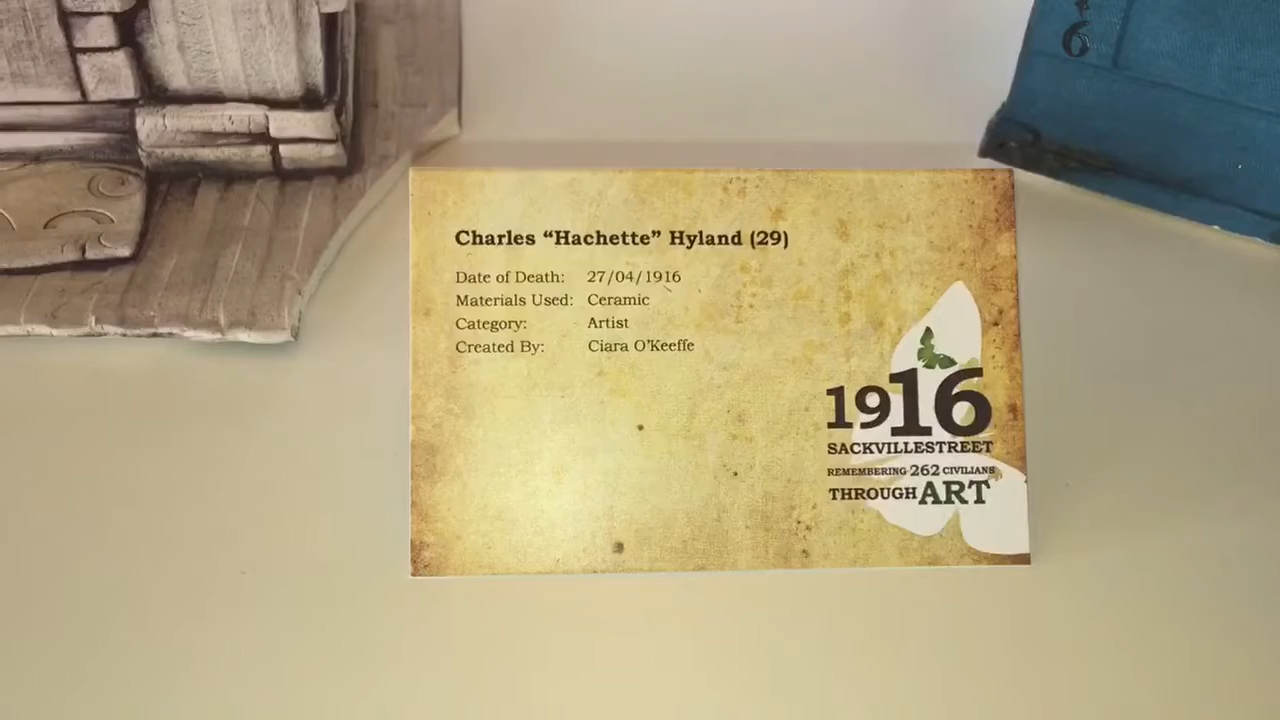 6
Charles “Hachette” Hyland (29)
Date of Death: 27/04/1916
Materials Used: Ceramic
Category: Artist
Created By: Ciara O'Keeffe
1916
SACKVILLESTREET
REMEMBERING 262 CIVILIANS
THROUGH ART